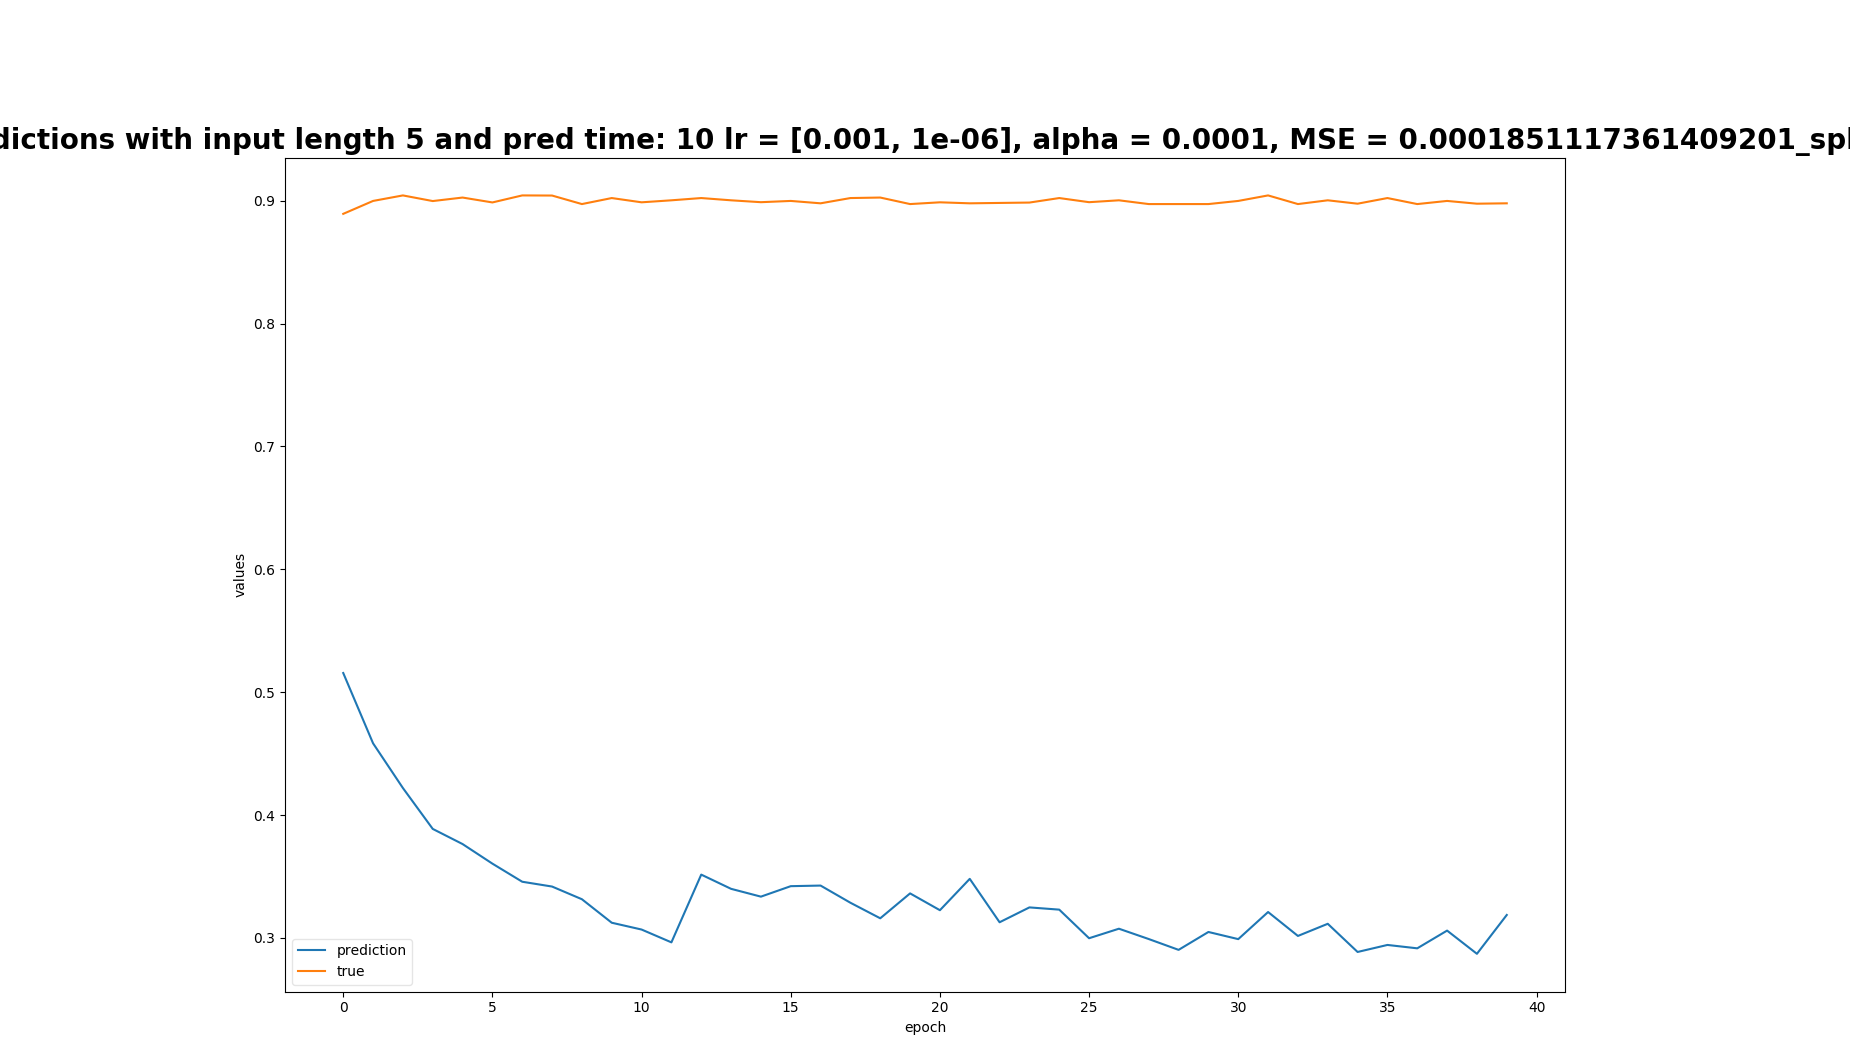 dictions with input length 5 and pred time: 10 lr = [0.001, 1e-06], alpha = 0.0001, MSE = 0.0001851117361409201_spl
0.9
0.8
0.7
0.6
0.5
0.4
0.3
values
prediction
true
0 5 10 15 20 25 30 35 40
epoch